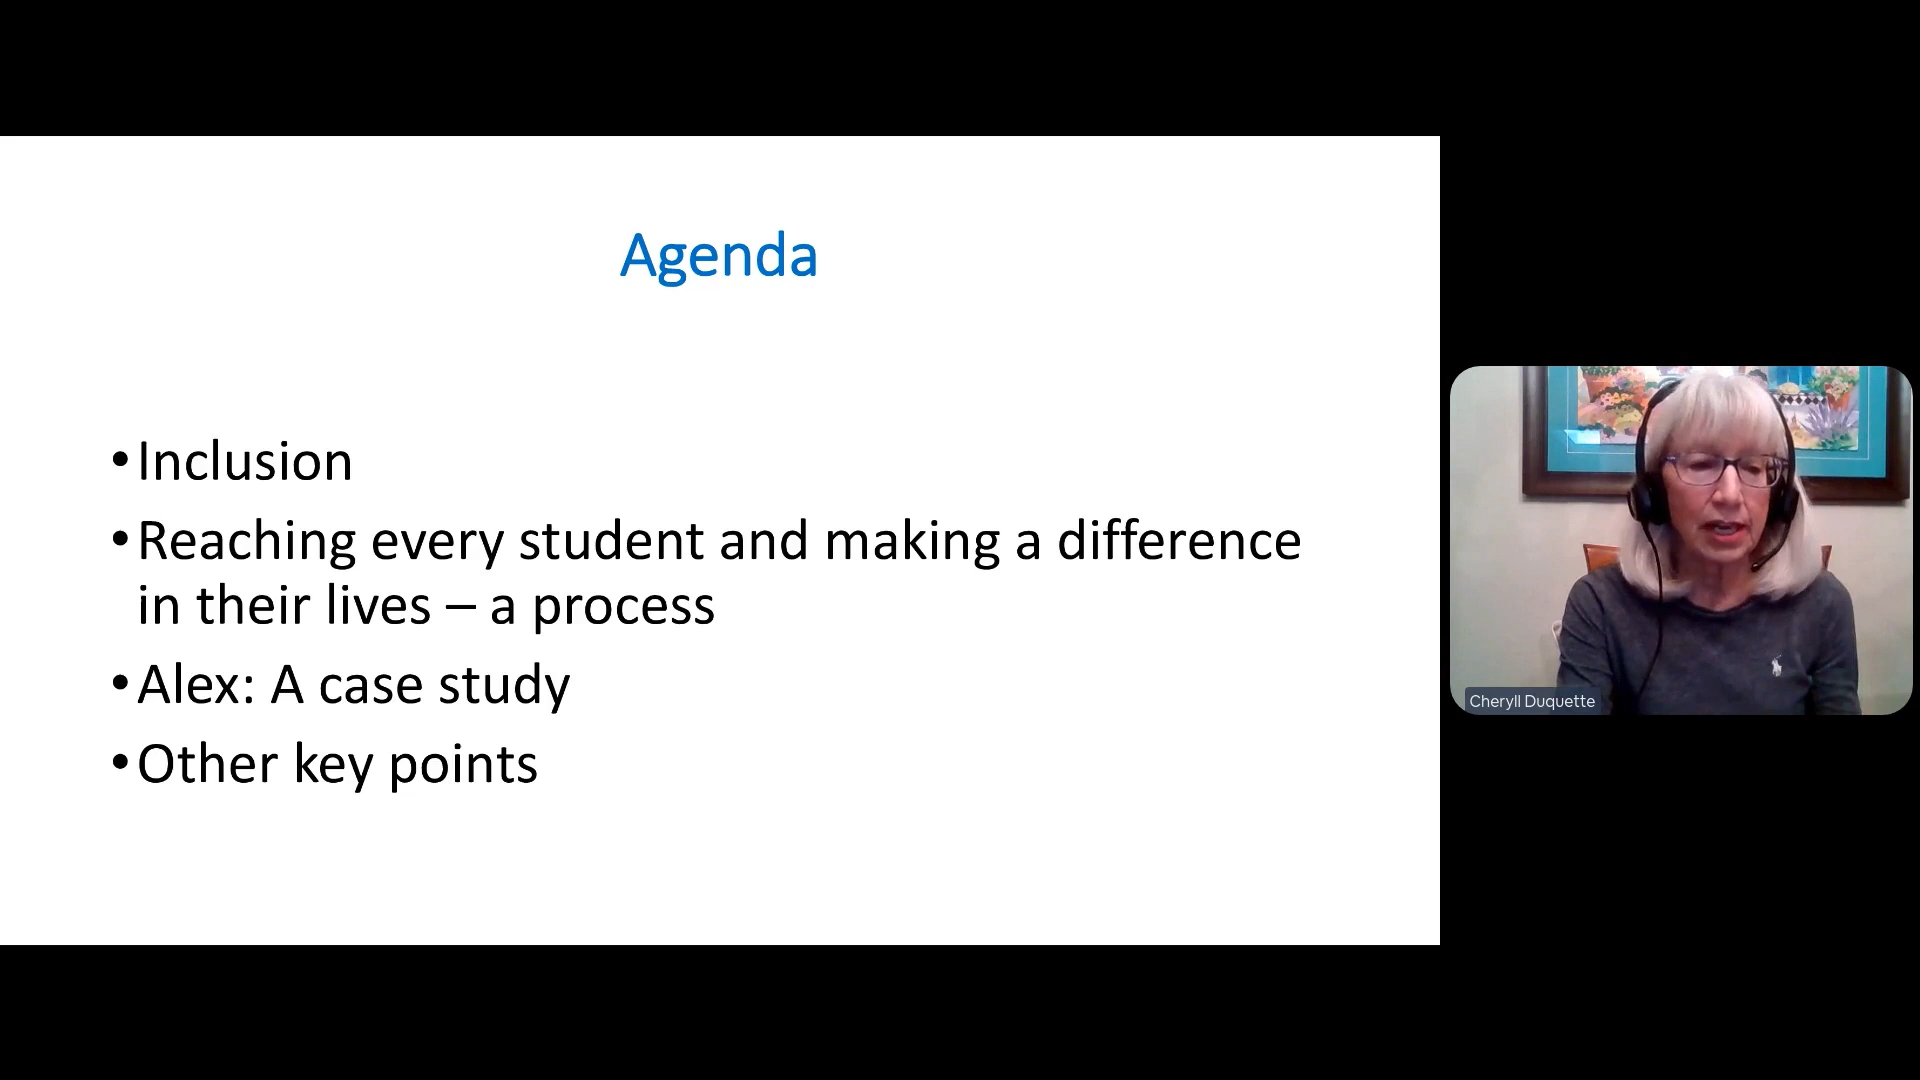 Agenda
•Inclusion
•Reaching every student and making a difference
in their lives – a process
•Alex: A case study
•Other key points
Cheryll Duquette